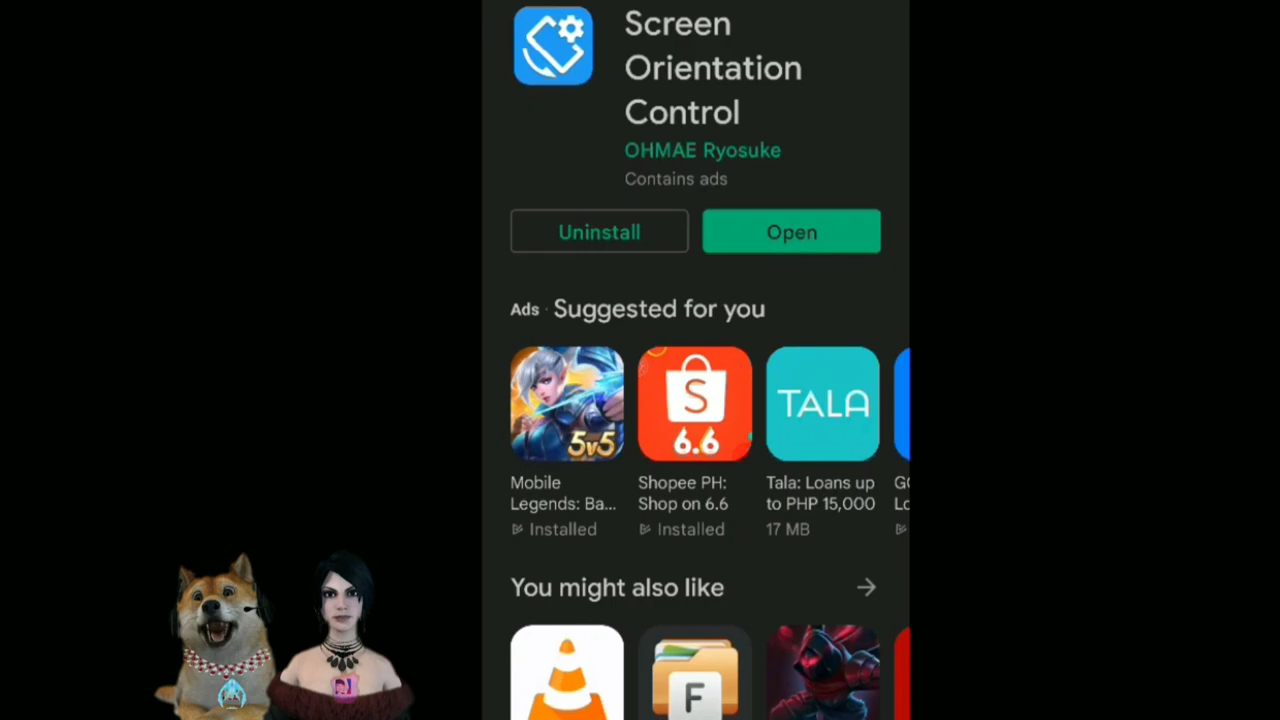 Screen
Orientation
Control
OHMAE Ryosuke
Contains ads
Uninstall
Open
Ads · Suggested for you
5v5
S
6.6
TALA
Mobile
Legends: Ba...
Installed
Shopee PH:
Shop on 6.6
Installed
Tala: Loans up
to PHP 15,000
17 MB
You might also like
F